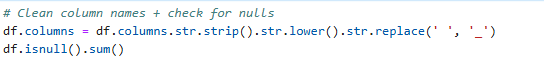 # Clean column names + check for nulls
df.columns = df.columns.str.strip().str.lower().str.replace(' ', '_')
df.isnull().sum()